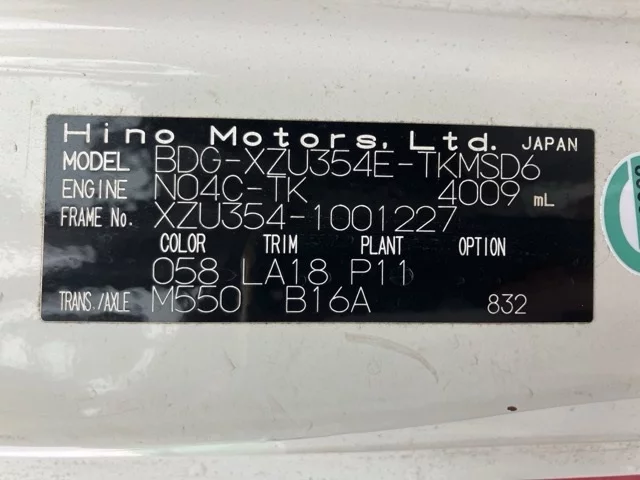 Hino Motors, Ltd. JAPAN
MODEL BDG-XZU354E-TKMSD6
ENGINE N04C-TK 4009 mL
FRAME No. XZU354-1001227
COLOR TRIM PLANT OPTION
058 LA18 P11
TRANS./AXLE M550 B16A 832